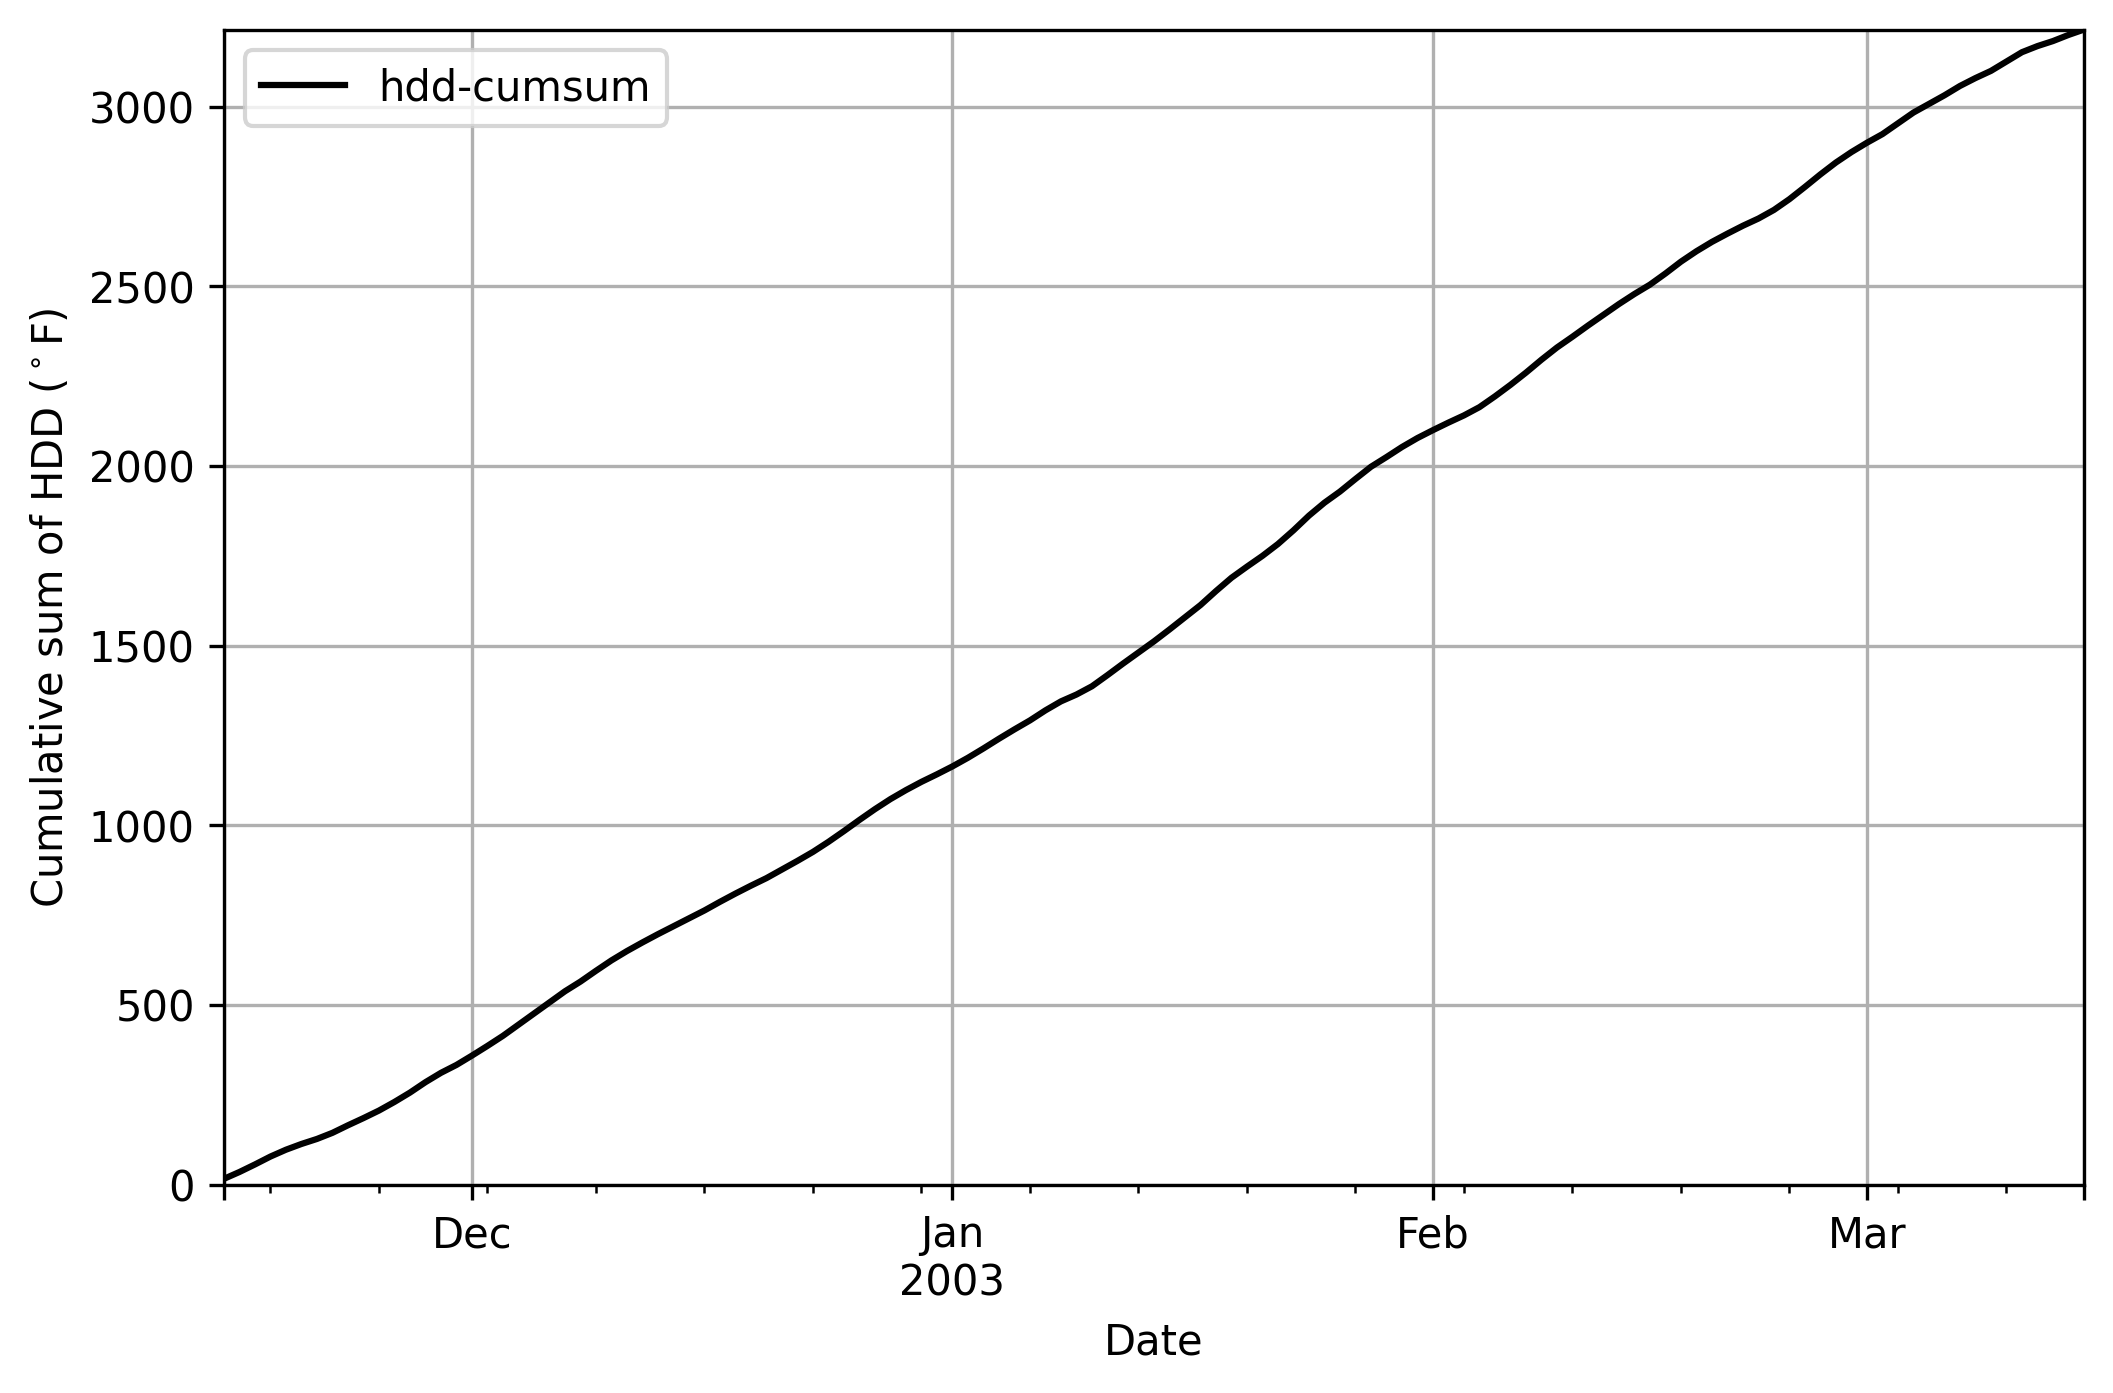 hdd-cumsum
3000
2500
2000
1500
1000
500
0
Cumulative sum of HDD (°F)
Dec
Jan
Feb
Mar
2003
Date